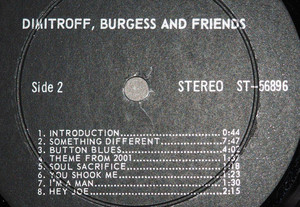 DIMITROFF, BURGESS AND FRIENDS
Side 2 STEREO ST-56896
1. INTRODUCTION 0:44
2. SOMETHING DIFFERENT 7:47
3. BUTTON BLUES 4:02
4. THEME FROM 2001
5. SOUL SACRIFICE
6. YOU SHOOK ME
7. I'M A MAN 1:30
8. HEY JOE 2:15